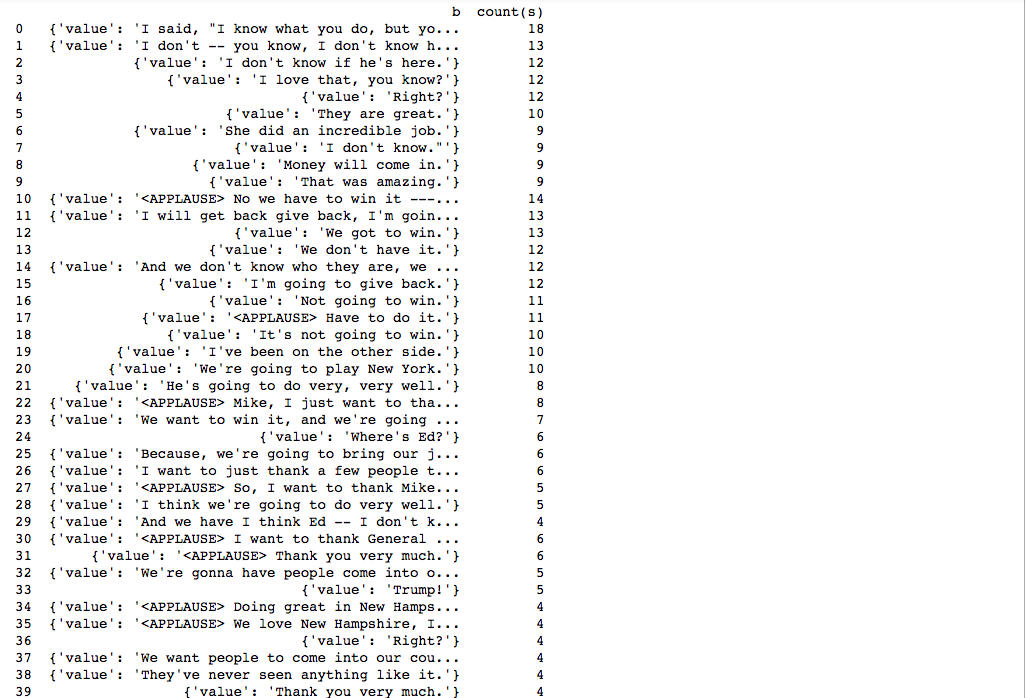 b count(s)
0 {'value': 'I said, "I know what you do, but yo... 18
1 {'value': 'I don't -- you know, I don't know h... 13
2 {'value': 'I don't know if he's here.'} 12
3 {'value': 'I love that, you know?'} 12
4 {'value': 'Right?'} 12
5 {'value': 'They are great.'} 10
6 {'value': 'She did an incredible job.'} 9
7 {'value': 'I don't know."'} 9
8 {'value': 'Money will come in.'} 9
9 {'value': 'That was amazing.'} 9
10 {'value': '<APPLAUSE> No we have to win it ---... 14
11 {'value': 'I will get back give back, I'm goin... 13
12 {'value': 'We got to win.'} 13
13 {'value': 'We don't have it.'} 12
14 {'value': 'And we don't know who they are, we ... 12
15 {'value': 'I'm going to give back.'} 12
16 {'value': 'Not going to win.'} 11
17 {'value': '<APPLAUSE> Have to do it.'} 11
18 {'value': 'It's not going to win.'} 10
19 {'value': 'I've been on the other side.'} 10
20 {'value': 'We're going to play New York.'} 10
21 {'value': 'He's going to do very, very well.'} 8
22 {'value': '<APPLAUSE> Mike, I just want to tha... 8
23 {'value': 'We want to win it, and we're going ... 7
24 {'value': 'Where's Ed?'} 6
25 {'value': 'Because, we're going to bring our j... 6
26 {'value': 'I want to just thank a few people t... 6
27 {'value': '<APPLAUSE> So, I want to thank Mike... 5
28 {'value': 'I think we're going to do very well.'} 5
29 {'value': 'And we have I think Ed -- I don't k... 4
30 {'value': '<APPLAUSE> I want to thank General ... 6
31 {'value': '<APPLAUSE> Thank you very much.'} 6
32 {'value': 'We're gonna have people come into o... 5
33 {'value': 'Trump!'} 5
34 {'value': '<APPLAUSE> Doing great in New Hamps... 4
35 {'value': '<APPLAUSE> We love New Hampshire, I... 4
36 {'value': 'Right?'} 4
37 {'value': 'We want people to come into our cou... 4
38 {'value': 'They've never seen anything like it.'} 4
39 {'value': 'Thank you very much.'} 4